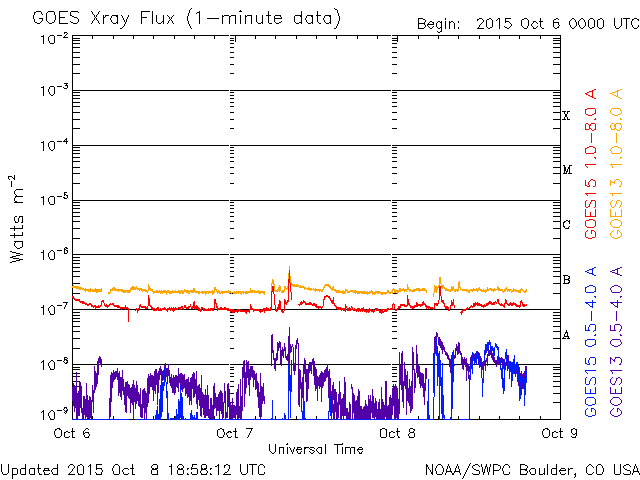 GOES Xray Flux (1-minute data)
Begin: 2015 Oct 6 0000 UTC
10-2
10-3
10-4
10-5
10-6
10-7
10-8
10-9
Watts m-2
X
M
C
B
A
GOES15 1.0-8.0 A
GOES13 1.0-8.0 A
GOES15 0.5-4.0 A
GOES13 0.5-4.0 A
Oct 6
Oct 7
Oct 8
Oct 9
Universal Time
Updated 2015 Oct 8 18:58:12 UTC
NOAA/SWPC Boulder, CO USA